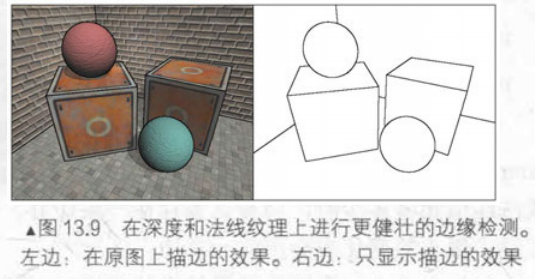 ▲图 13.9 在深度和法线纹理上进行更健壮的边缘检测。
左边：在原图上描边的效果。右边：只显示描边的效果